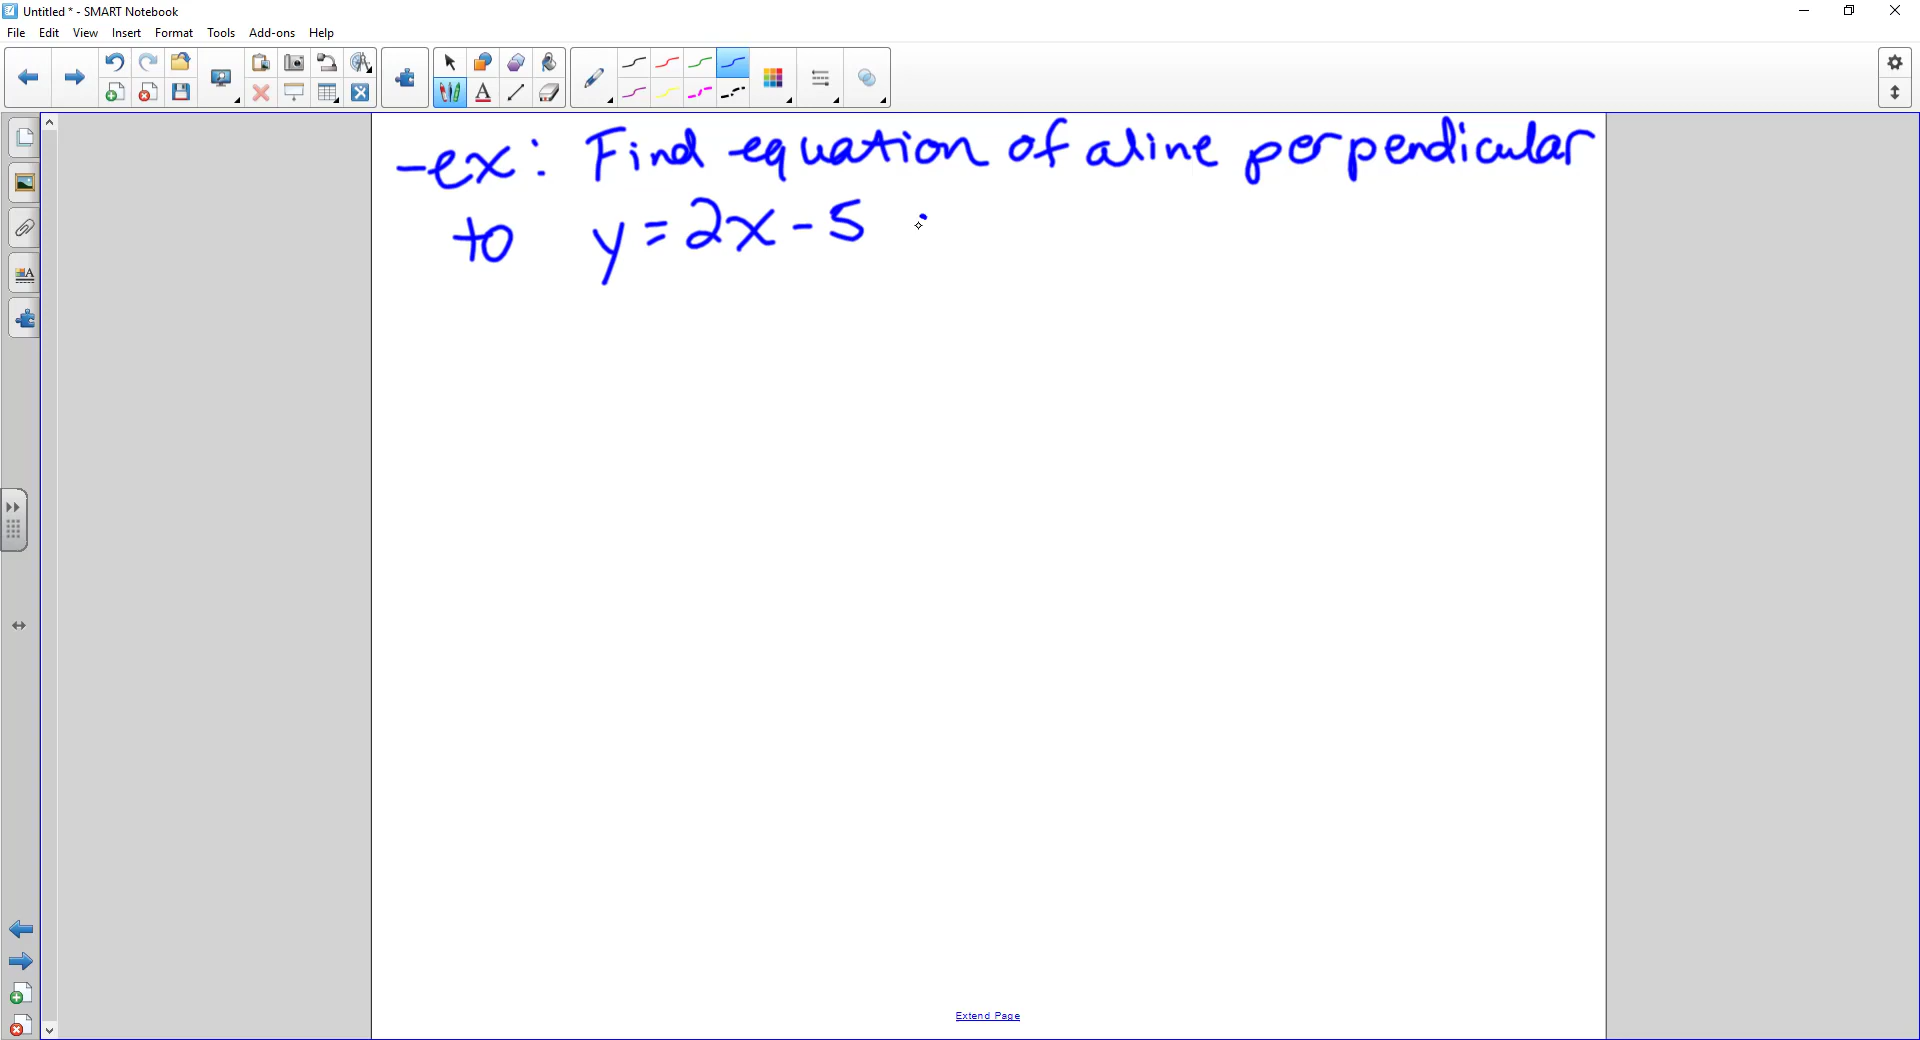 Untitled * - SMART Notebook
File Edit View Insert Format Tools Add-ons Help
-ex: Find equation of a line perpendicular
to y = 2x - 5
Extend Page